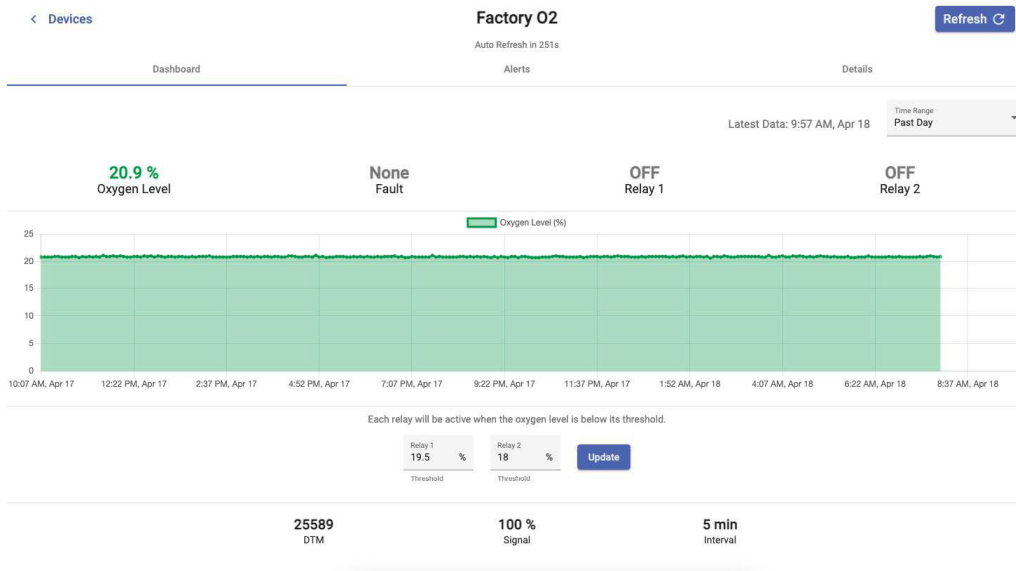 Devices
Factory O2
Refresh
Auto Refresh in 251s
Dashboard
Alerts
Details
Latest Data: 9:57 AM, Apr 18
Time Range
Past Day
20.9 %
Oxygen Level
None
Fault
OFF
Relay 1
OFF
Relay 2
Oxygen Level (%)
25
20
15
10
5
0
10:07 AM, Apr 17
12:22 PM, Apr 17
2:37 PM, Apr 17
4:52 PM, Apr 17
7:07 PM, Apr 17
9:22 PM, Apr 17
11:37 PM, Apr 17
1:52 AM, Apr 18
4:07 AM, Apr 18
6:22 AM, Apr 18
8:37 AM, Apr 18
Each relay will be active when the oxygen level is below its threshold.
Relay 1
19.5 %
Threshold
Relay 2
18 %
Threshold
Update
25589
DTM
100 %
Signal
5 min
Interval